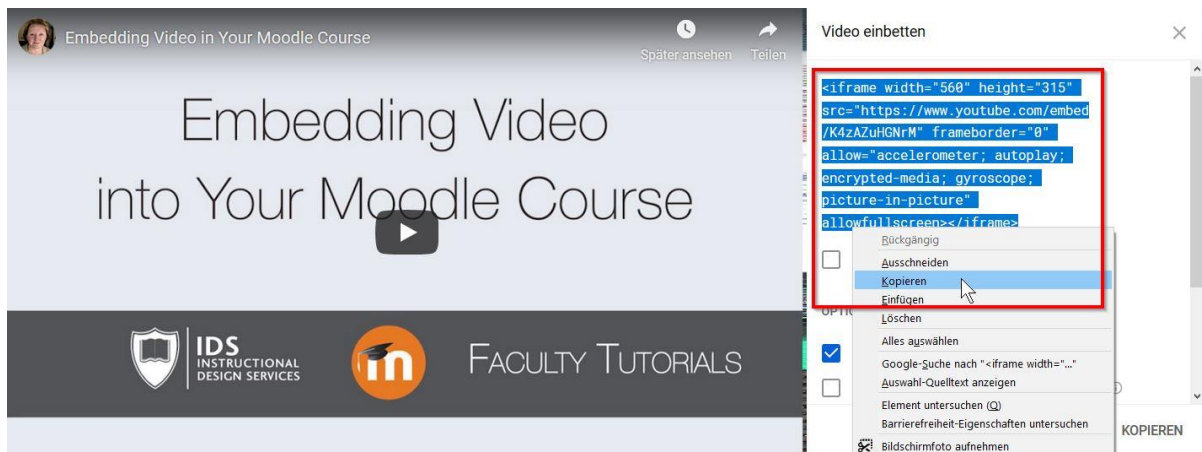 Embedding Video in Your Moodle Course
Später ansehen
Teilen
Embedding Video
into Your Moodle Course
IDS
INSTRUCTIONAL
DESIGN SERVICES
m
FACULTY TUTORIALS
Video einbetten
<iframe width="560" height="315"
src="https://www.youtube.com/embed
/K4zAZuHGNrM" frameborder="0"
allow="accelerometer; autoplay;
encrypted-media; gyroscope;
picture-in-picture"
allowfullscreen></iframe>
Rückgängig
Ausschneiden
Kopieren
Einfügen
Löschen
Alles auswählen
Google-Suche nach "<iframe width="..."
Auswahl-Quelltext anzeigen
Element untersuchen (Q)
Barrierefreiheit-Eigenschaften untersuchen
Bildschirmfoto aufnehmen
KOPIEREN